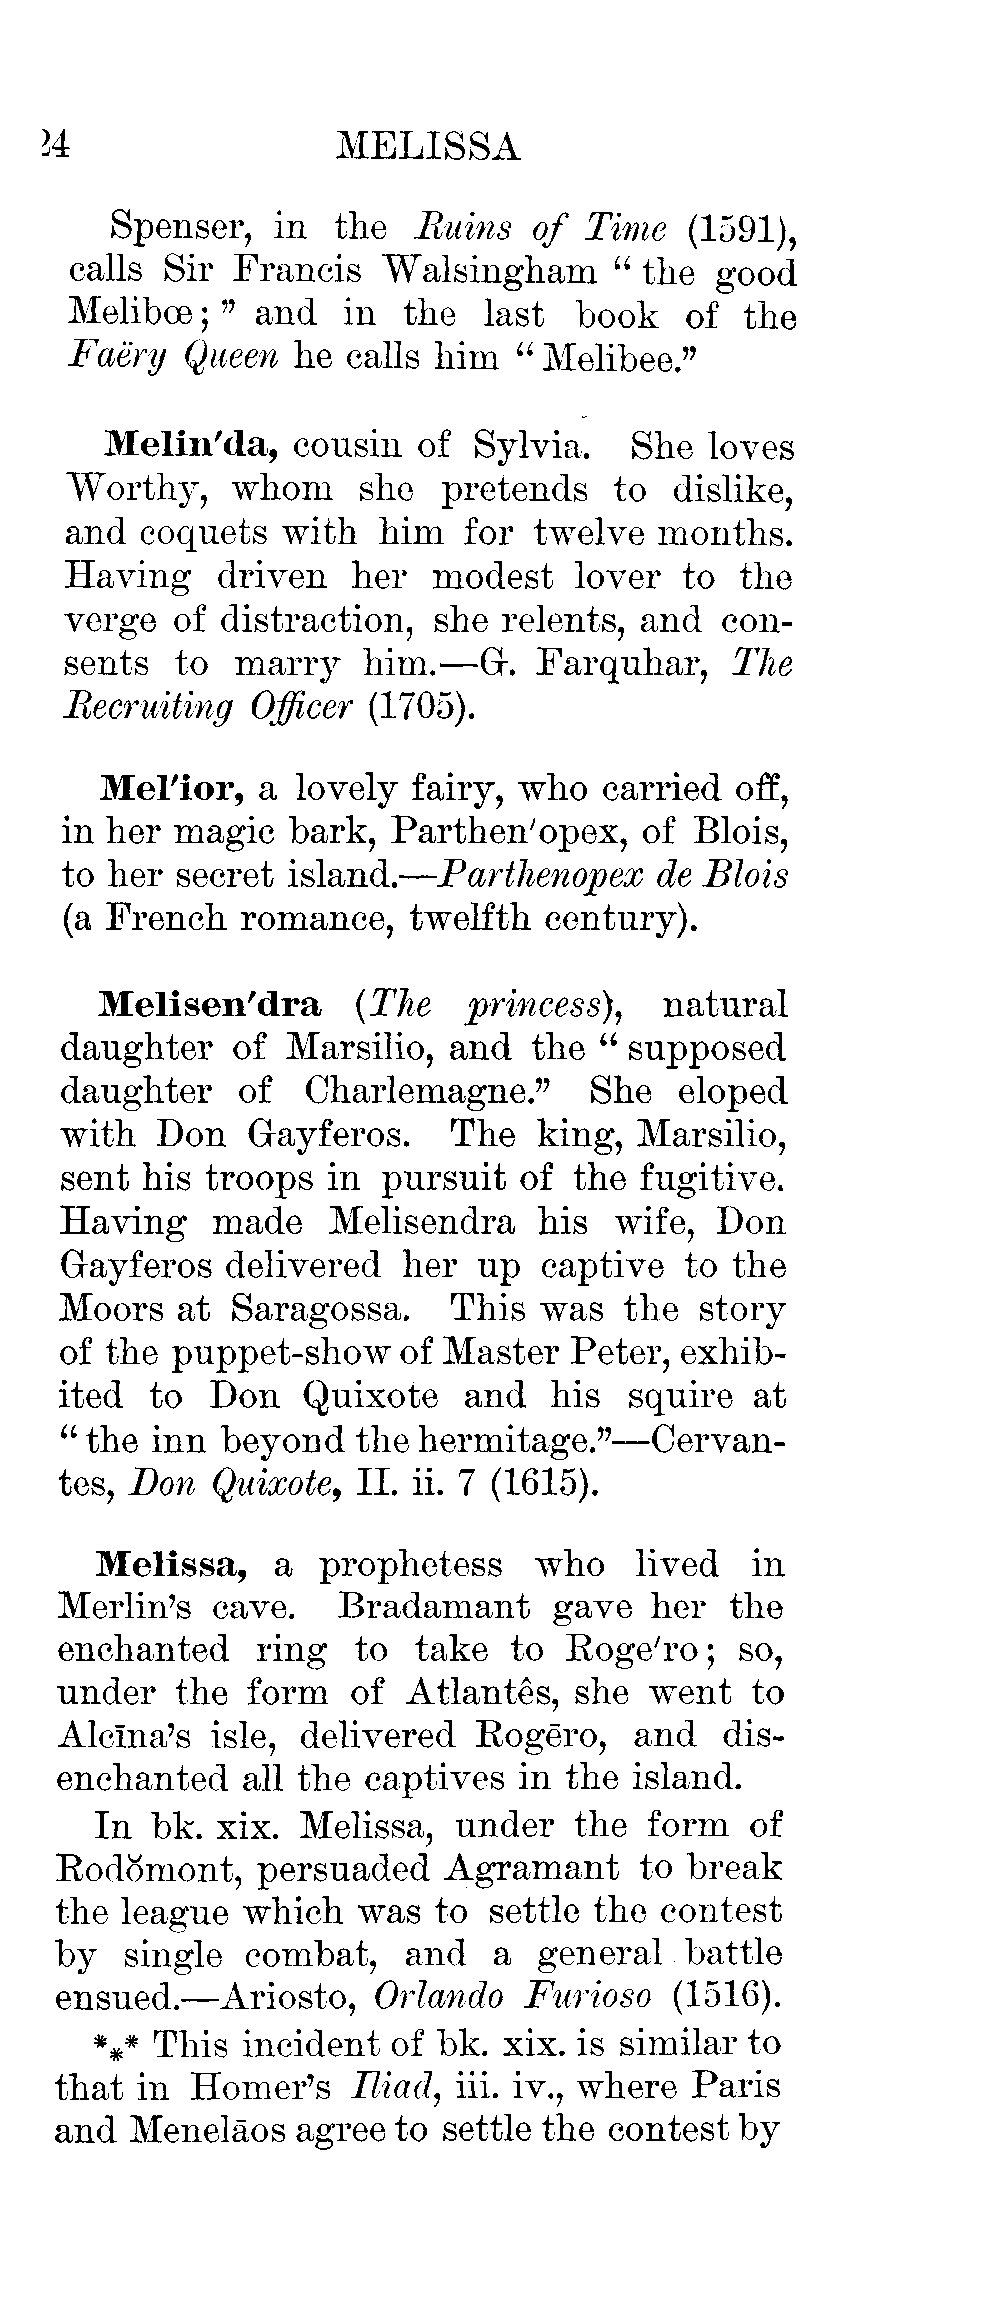 24 MELISSA
Spenser, in the Ruins of Time (1591),
calls Sir Francis Walsingham “ the good
Melibœ; ” and in the last book of the
Faëry Queen he calls him “ Melibee.”
Melin'da, cousin of Sylvia. She loves
Worthy, whom she pretends to dislike,
and coquets with him for twelve months.
Having driven her modest lover to the
verge of distraction, she relents, and con-
sents to marry him.—G. Farquhar, The
Recruiting Officer (1705).
Mel'ior, a lovely fairy, who carried off,
in her magic bark, Parthen'opex, of Blois,
to her secret island.—Parthenopex de Blois
(a French romance, twelfth century).
Melisen'dra (The princess), natural
daughter of Marsilio, and the “ supposed
daughter of Charlemagne.” She eloped
with Don Gayferos. The king, Marsilio,
sent his troops in pursuit of the fugitive.
Having made Melisendra his wife, Don
Gayferos delivered her up captive to the
Moors at Saragossa. This was the story
of the puppet-show of Master Peter, exhib-
ited to Don Quixote and his squire at
“ the inn beyond the hermitage.”—Cervan-
tes, Don Quixote, II. ii. 7 (1615).
Melissa, a prophetess who lived in
Merlin’s cave. Bradamant gave her the
enchanted ring to take to Roge'ro; so,
under the form of Atlantês, she went to
Alcīna’s isle, delivered Rogēro, and dis-
enchanted all the captives in the island.
In bk. xix. Melissa, under the form of
Rodŏmont, persuaded Agramant to break
the league which was to settle the contest
by single combat, and a general battle
ensued.—Ariosto, Orlando Furioso (1516).
*** This incident of bk. xix. is similar to
that in Homer’s Iliad, iii. iv., where Paris
and Menelāos agree to settle the contest by